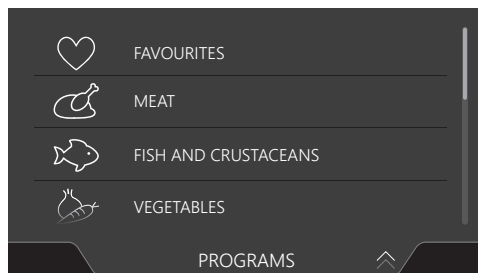 FAVOURITES
MEAT
FISH AND CRUSTACEANS
VEGETABLES
PROGRAMS